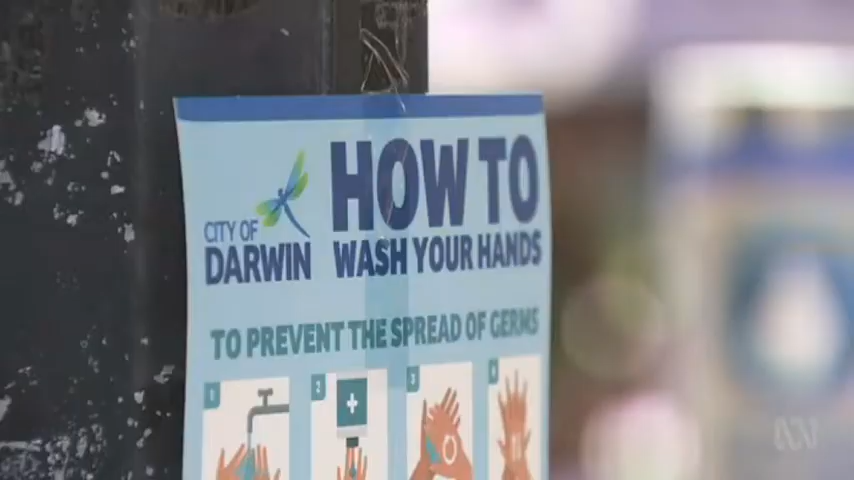 CITY OF
DARWIN
HOW TO
WASH YOUR HANDS
TO PREVENT THE SPREAD OF GERMS
1
2
3
4